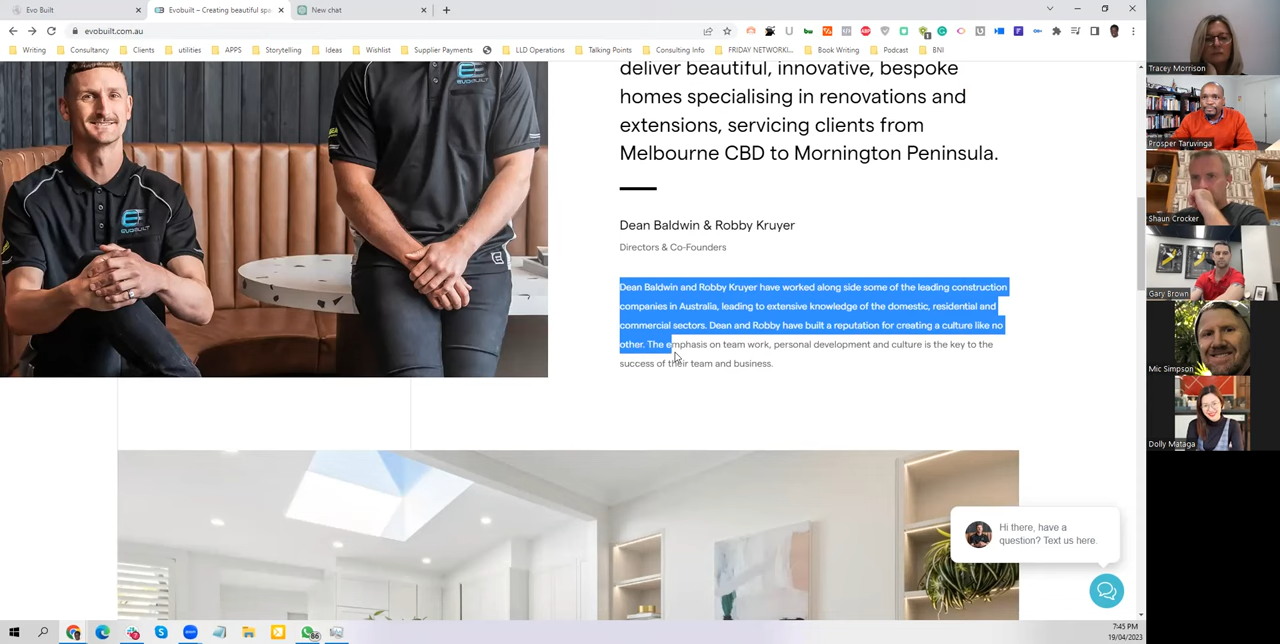 Evo Built
Evobuilt – Creating beautiful spa
New chat
evobuilt.com.au
Writing
Consultancy
Clients
utilities
APPS
Storytelling
Ideas
Wishlist
Supplier Payments
LLD Operations
Talking Points
Consulting Info
FRIDAY NETWORKI...
Book Writing
Podcast
BNI
Tracey Morrison
Prosper Taruvinga
Shaun Crocker
Gary Brown
Mic Simpson
Dolly Mataga
EVOBUILT
EVOBUILT
deliver beautiful, innovative, bespoke
homes specialising in renovations and
extensions, servicing clients from
Melbourne CBD to Mornington Peninsula.
Dean Baldwin & Robby Kruyer
Directors & Co-Founders
Dean Baldwin and Robby Kruyer have worked along side some of the leading construction
companies in Australia, leading to extensive knowledge of the domestic, residential and
commercial sectors. Dean and Robby have built a reputation for creating a culture like no
other. The emphasis on team work, personal development and culture is the key to the
success of their team and business.
Hi there, have a
question? Text us here.
86
7:45 PM
19/04/2023